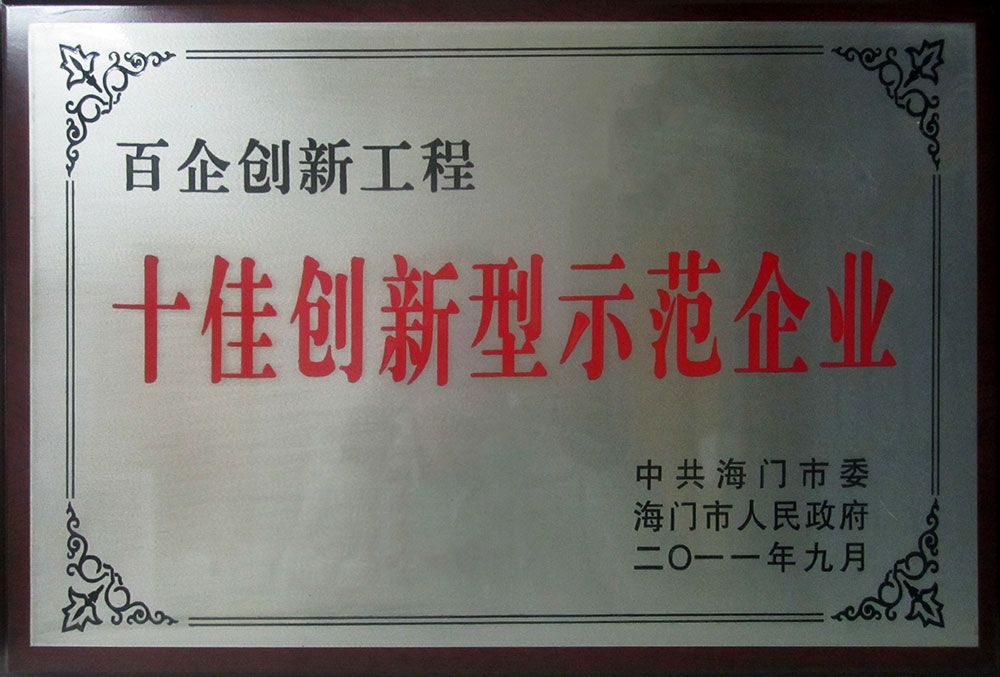 百企创新工程
十佳创新型示范企业
中共海门市委
海门市人民政府
二〇一一年九月